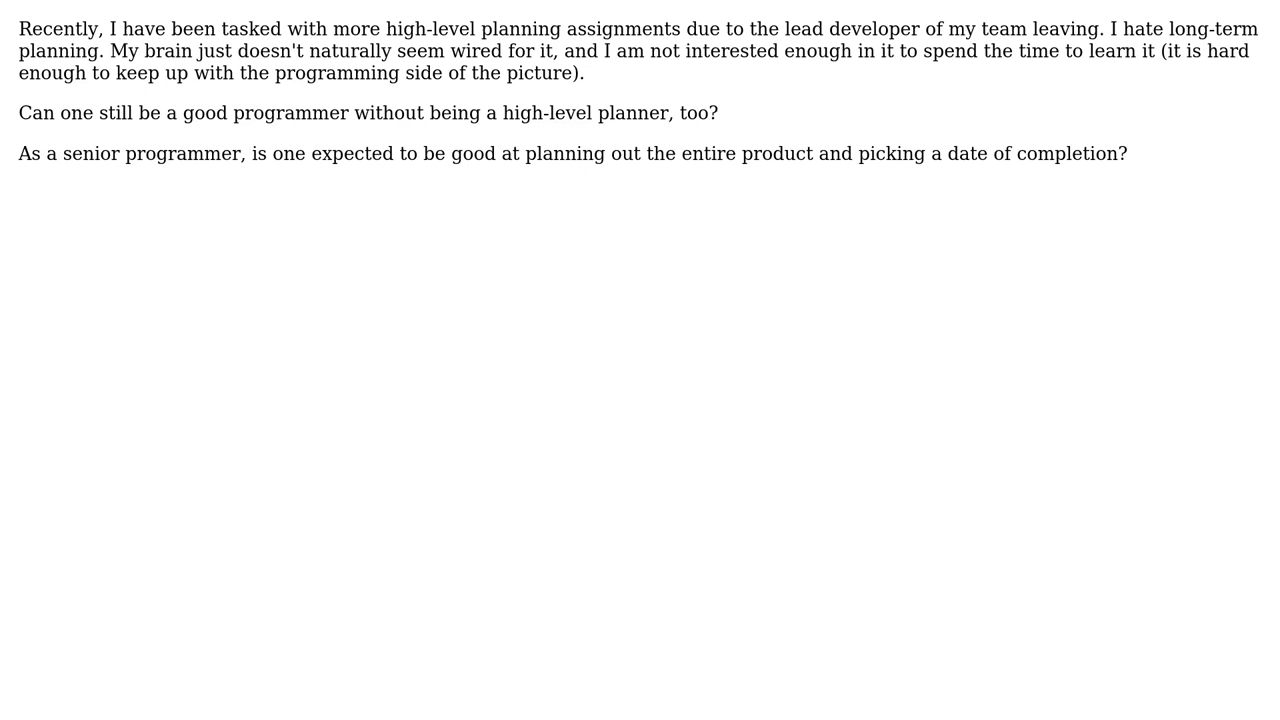 Recently, I have been tasked with more high-level planning assignments due to the lead developer of my team leaving. I hate long-term
planning. My brain just doesn't naturally seem wired for it, and I am not interested enough in it to spend the time to learn it (it is hard
enough to keep up with the programming side of the picture).
Can one still be a good programmer without being a high-level planner, too?
As a senior programmer, is one expected to be good at planning out the entire product and picking a date of completion?